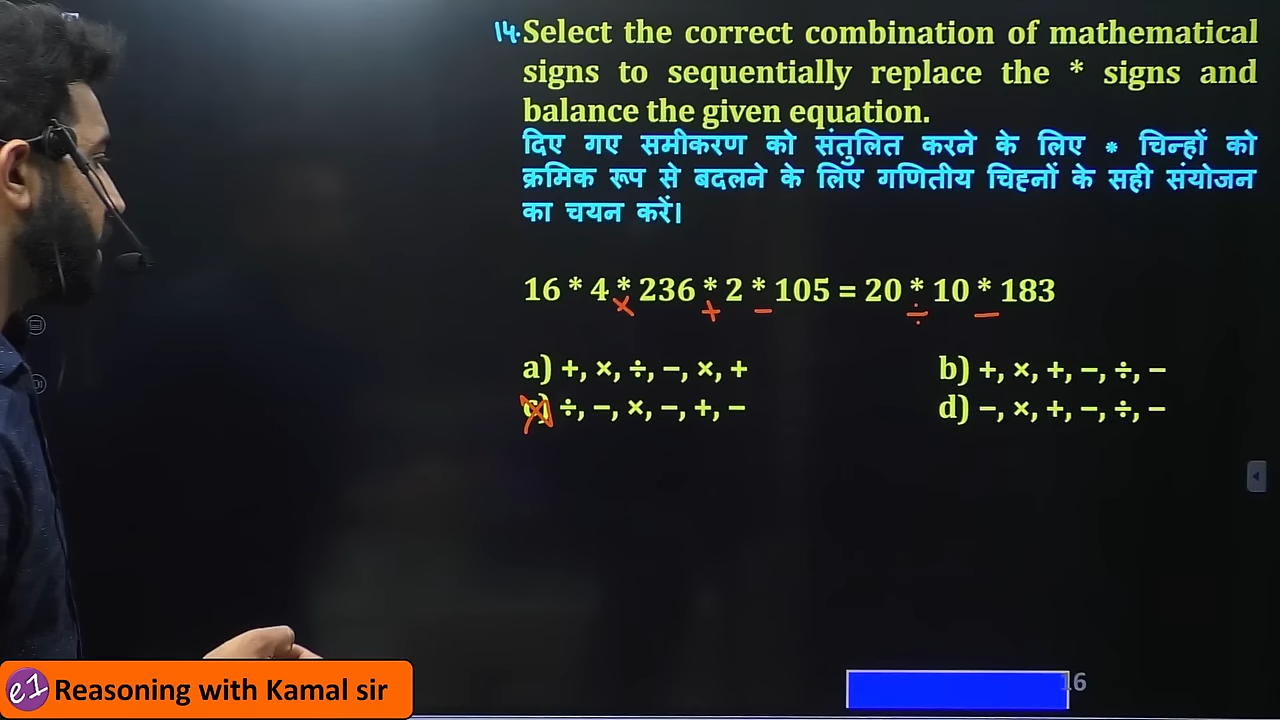 14. Select the correct combination of mathematical
signs to sequentially replace the * signs and
balance the given equation.
दिए गए समीकरण को संतुलित करने के लिए * चिन्हों को
क्रमिक रूप से बदलने के लिए गणितीय चिह्नों के सही संयोजन
का चयन करें।
16 * 4 * 236 * 2 * 105 = 20 * 10 * 183
× + − ÷ −
a) +, ×, ÷, −, ×, +
b) +, ×, +, −, ÷, −
c) ÷, −, ×, −, +, −
d) −, ×, +, −, ÷, −
e1 Reasoning with Kamal sir
16